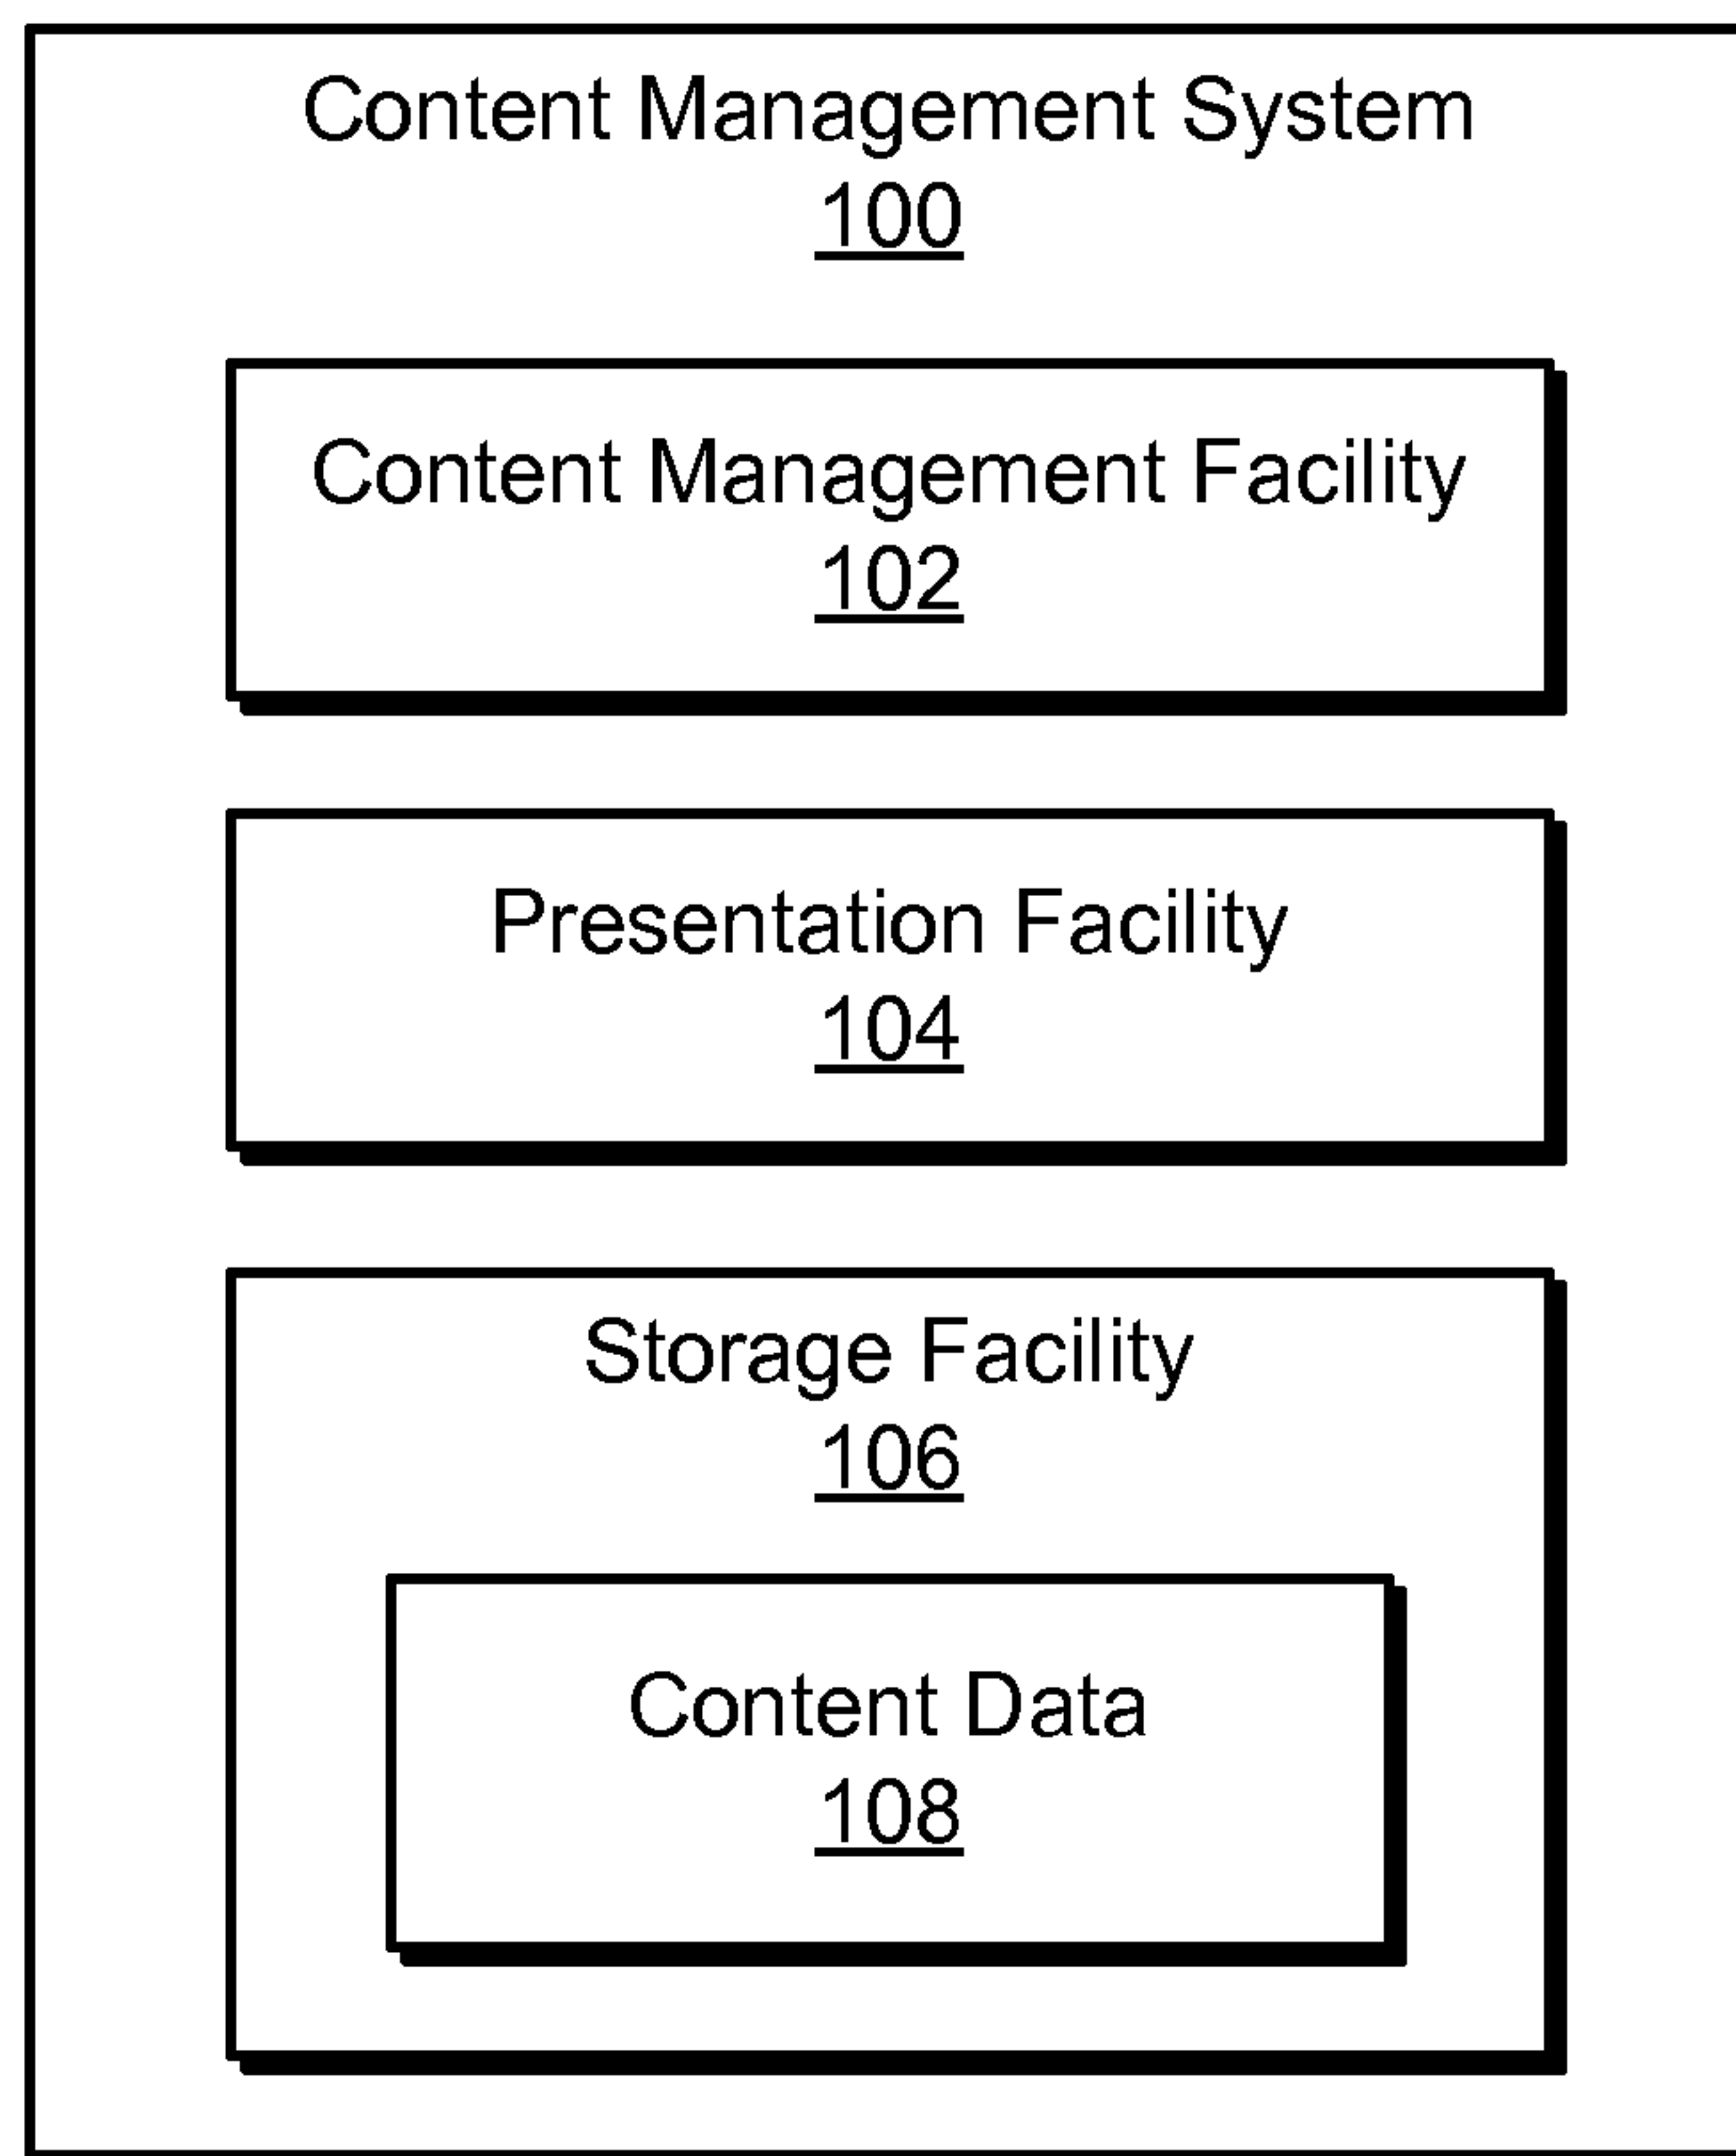 Content Management System
100
Content Management Facility
102
Presentation Facility
104
Storage Facility
106
Content Data
108